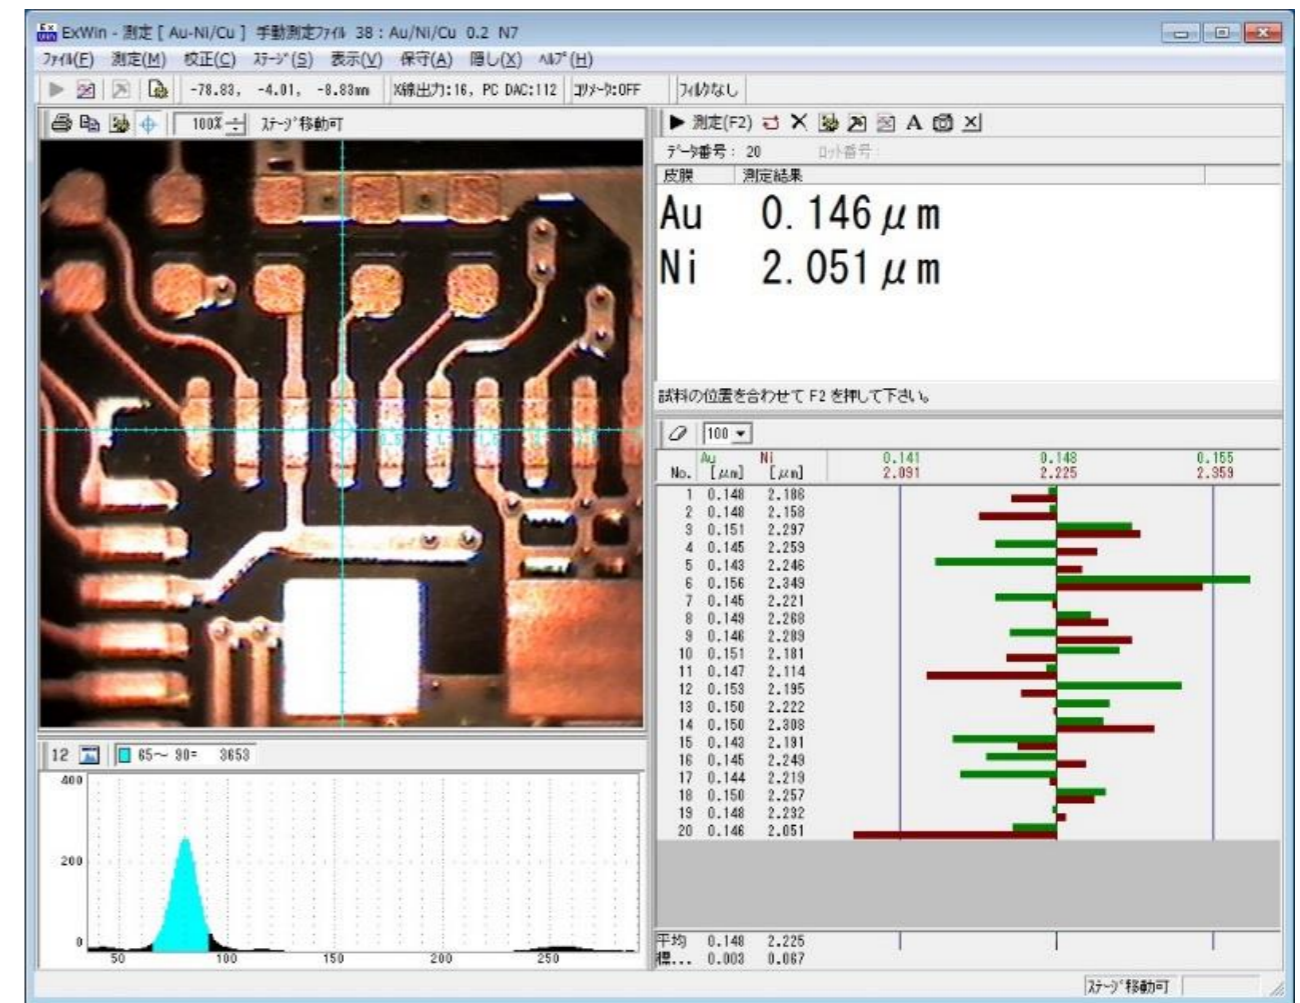 ExWin - 測定 [ Au-Ni/Cu ] 手動測定ファイル 38 : Au/Ni/Cu 0.2 N7
ファイル(F) 測定(M) 校正(C) ステージ(S) 表示(V) 保守(A) 隠し(X) ヘルプ(H)
-78.83, -4.01, -8.83mm X線出力:16, PC DAC:112 コリメータ:OFF フィルタなし
100% ステージ移動可
測定(F2)
データ番号 : 20 ロット番号 :
皮膜 測定結果
Au 0.146μm
Ni 2.051μm
試料の位置を合わせて F2 を押して下さい。
100
Au Ni 0.141 0.148 0.155
No. [μm] [μm] 2.091 2.225 2.359
1 0.148 2.186
2 0.148 2.158
3 0.151 2.297
4 0.145 2.259
5 0.143 2.246
6 0.156 2.349
7 0.145 2.221
8 0.149 2.268
9 0.146 2.289
10 0.151 2.181
11 0.147 2.114
12 0.153 2.195
13 0.150 2.222
14 0.150 2.308
15 0.143 2.191
16 0.145 2.249
17 0.144 2.219
18 0.150 2.257
19 0.148 2.232
20 0.146 2.051
平均 0.148 2.225
標... 0.003 0.067
12 65~ 90= 3653
400
200
0
50 100 150 200 250
ステージ移動可